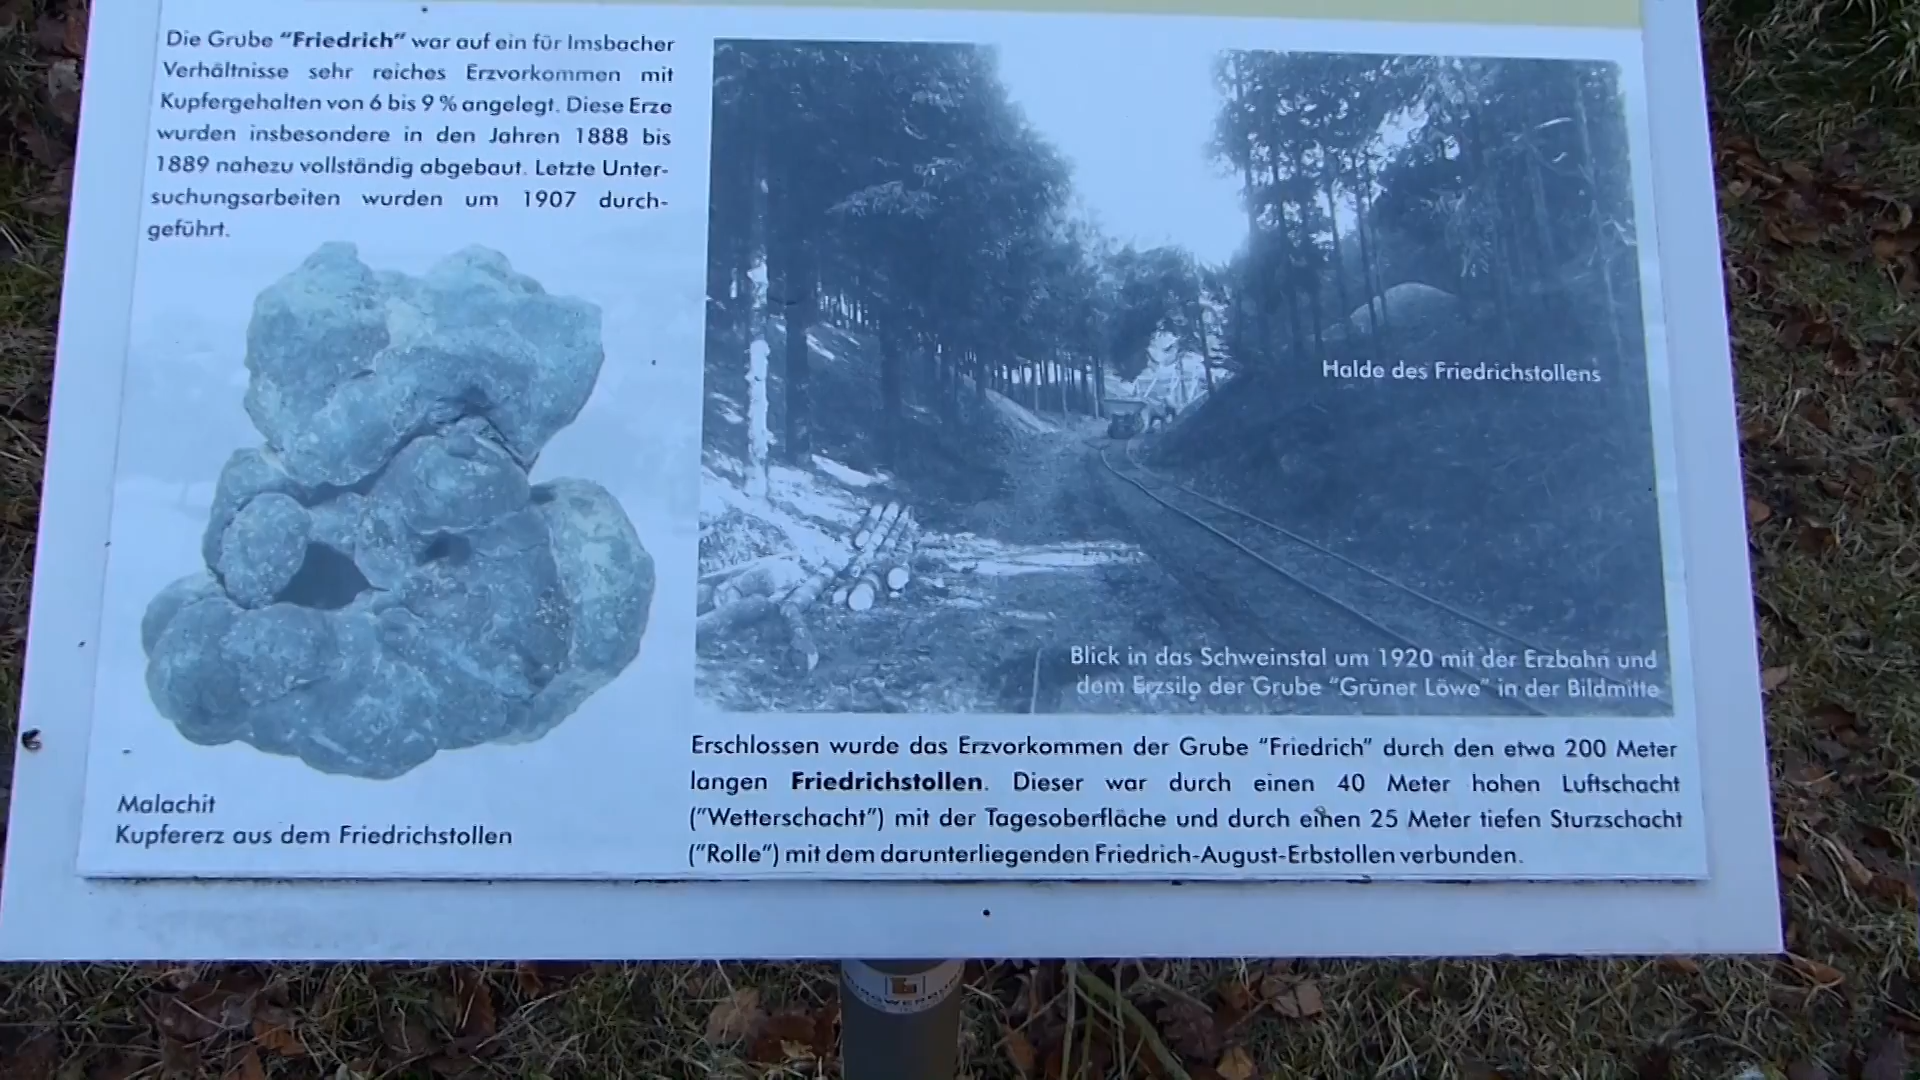 Die Grube “Friedrich” war auf ein für Imsbacher
Verhältnisse sehr reiches Erzvorkommen mit
Kupfergehalten von 6 bis 9 % angelegt. Diese Erze
wurden insbesondere in den Jahren 1888 bis
1889 nahezu vollständig abgebaut. Letzte Unter-
suchungsarbeiten wurden um 1907 durch-
geführt.
Malachit
Kupfererz aus dem Friedrichstollen
Halde des Friedrichstollens
Blick in das Schweinstal um 1920 mit der Erzbahn und
dem Erzsilo der Grube “Grüner Löwe” in der Bildmitte
Erschlossen wurde das Erzvorkommen der Grube “Friedrich” durch den etwa 200 Meter
langen Friedrichstollen. Dieser war durch einen 40 Meter hohen Luftschacht
(“Wetterschacht”) mit der Tagesoberfläche und durch einen 25 Meter tiefen Sturzschacht
(“Rolle”) mit dem darunterliegenden Friedrich-August-Erbstollen verbunden.